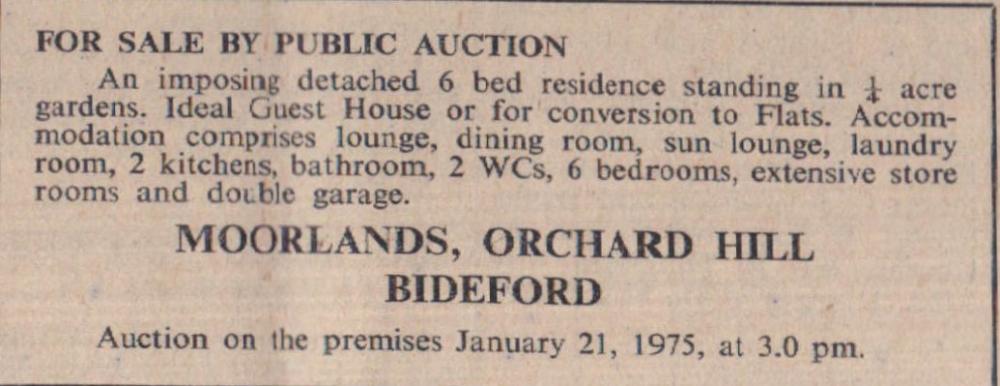 FOR SALE BY PUBLIC AUCTION
An imposing detached 6 bed residence standing in ¼ acre
gardens. Ideal Guest House or for conversion to Flats. Accom-
modation comprises lounge, dining room, sun lounge, laundry
room, 2 kitchens, bathroom, 2 WCs, 6 bedrooms, extensive store
rooms and double garage.
MOORLANDS, ORCHARD HILL
BIDEFORD
Auction on the premises January 21, 1975, at 3.0 pm.